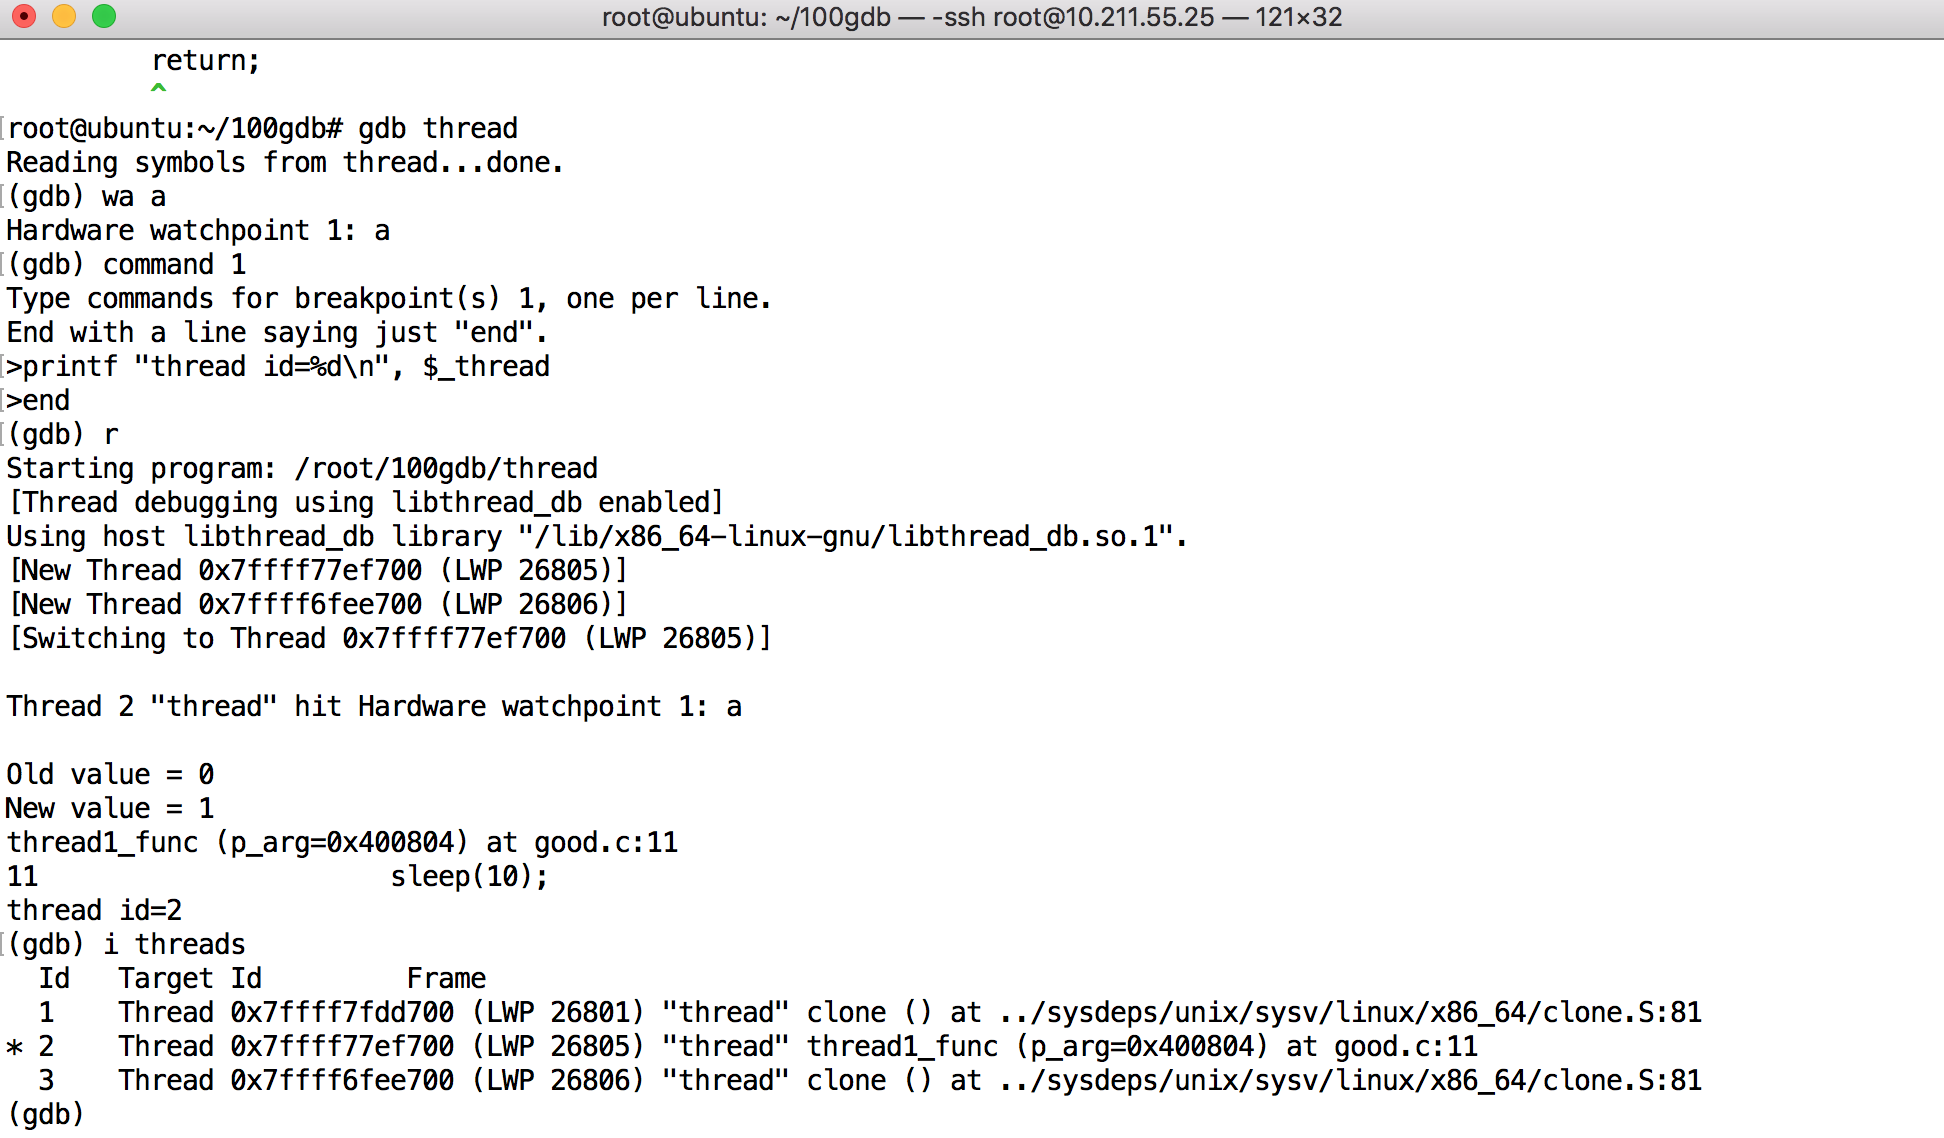 root@ubuntu: ~/100gdb — -ssh root@10.211.55.25 — 121×32
return;
^
root@ubuntu:~/100gdb# gdb thread
Reading symbols from thread...done.
(gdb) wa a
Hardware watchpoint 1: a
(gdb) command 1
Type commands for breakpoint(s) 1, one per line.
End with a line saying just "end".
>printf "thread id=%d\n", $_thread
>end
(gdb) r
Starting program: /root/100gdb/thread
[Thread debugging using libthread_db enabled]
Using host libthread_db library "/lib/x86_64-linux-gnu/libthread_db.so.1".
[New Thread 0x7ffff77ef700 (LWP 26805)]
[New Thread 0x7ffff6fee700 (LWP 26806)]
[Switching to Thread 0x7ffff77ef700 (LWP 26805)]
Thread 2 "thread" hit Hardware watchpoint 1: a
Old value = 0
New value = 1
thread1_func (p_arg=0x400804) at good.c:11
11                      sleep(10);
thread id=2
(gdb) i threads
  Id   Target Id         Frame
  1    Thread 0x7ffff7fdd700 (LWP 26801) "thread" clone () at ../sysdeps/unix/sysv/linux/x86_64/clone.S:81
* 2    Thread 0x7ffff77ef700 (LWP 26805) "thread" thread1_func (p_arg=0x400804) at good.c:11
  3    Thread 0x7ffff6fee700 (LWP 26806) "thread" clone () at ../sysdeps/unix/sysv/linux/x86_64/clone.S:81
(gdb)